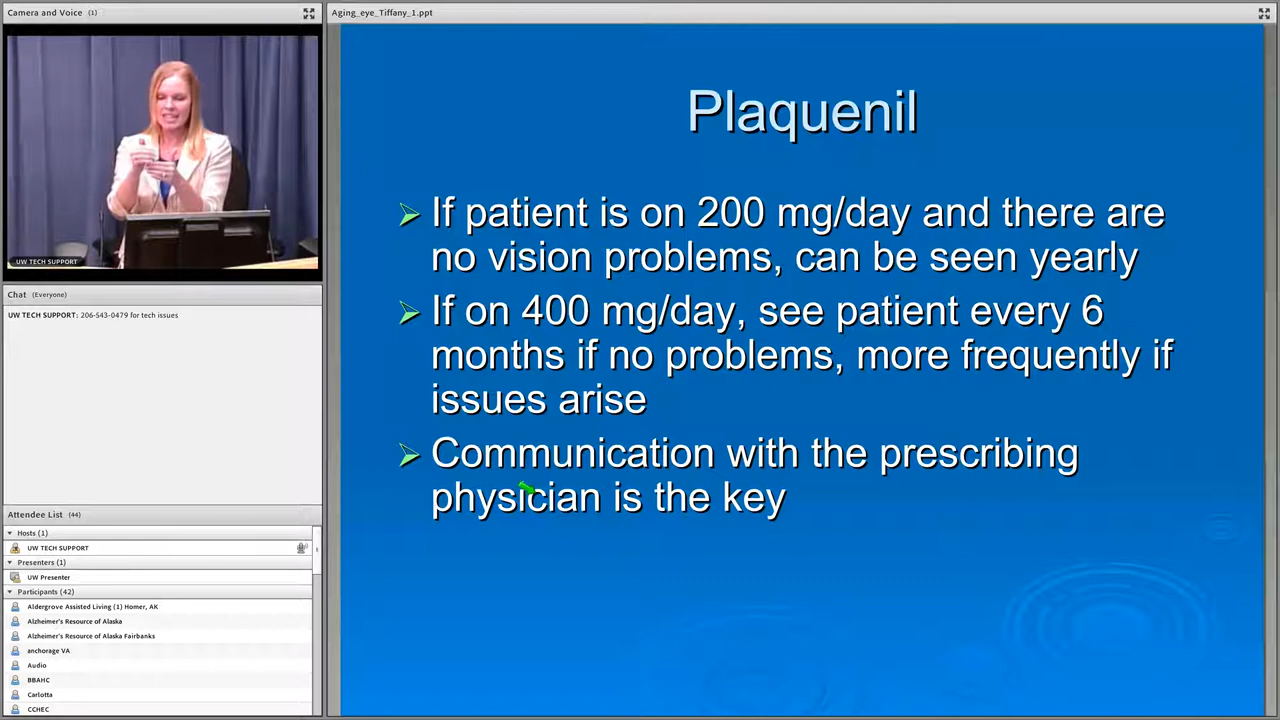 Camera and Voice (1)
UW TECH SUPPORT
Chat (Everyone)
UW TECH SUPPORT: 206-543-0479 for tech issues
Attendee List (44)
Hosts (1)
UW TECH SUPPORT
Presenters (1)
UW Presenter
Participants (42)
Aldergrove Assisted Living (1) Homer, AK
Alzheimer's Resource of Alaska
Alzheimer's Resource of Alaska Fairbanks
anchorage VA
Audio
BBAHC
Carlotta
CCHEC
Aging_eye_Tiffany_1.ppt
Plaquenil
If patient is on 200 mg/day and there are
no vision problems, can be seen yearly
If on 400 mg/day, see patient every 6
months if no problems, more frequently if
issues arise
Communication with the prescribing
physician is the key